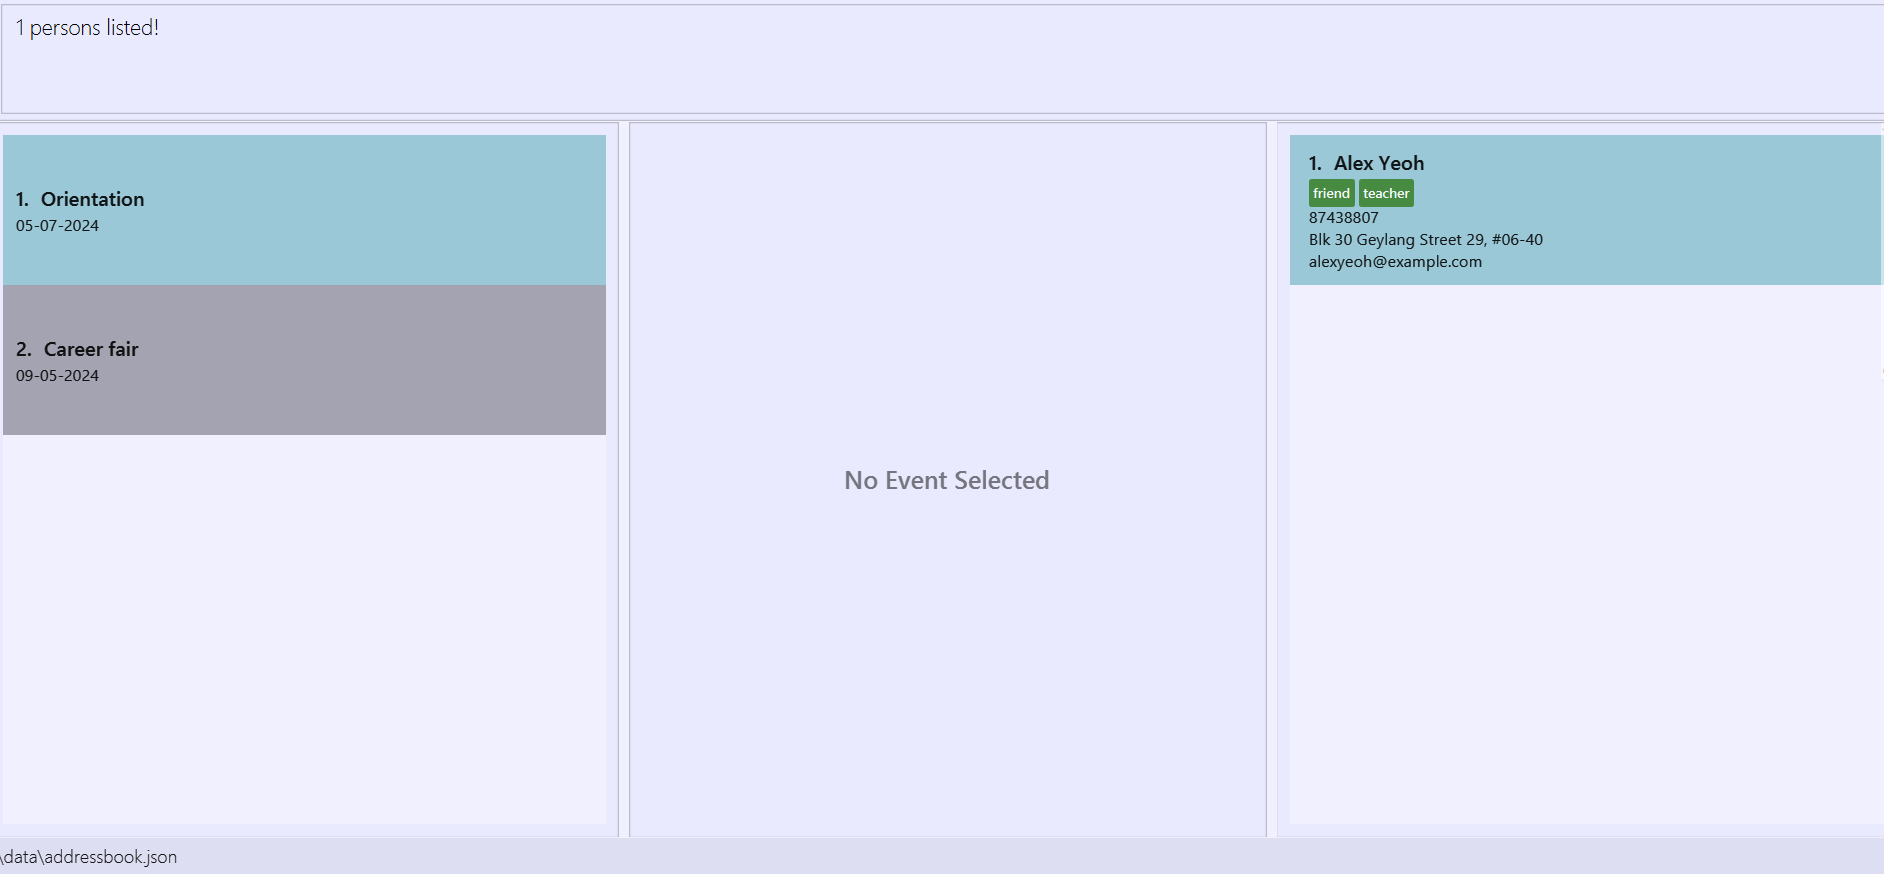 1 persons listed!
1. Orientation
05-07-2024
2. Career fair
09-05-2024
No Event Selected
1. Alex Yeoh
friend teacher
87438807
Blk 30 Geylang Street 29, #06-40
alexyeoh@example.com
\data\addressbook.json